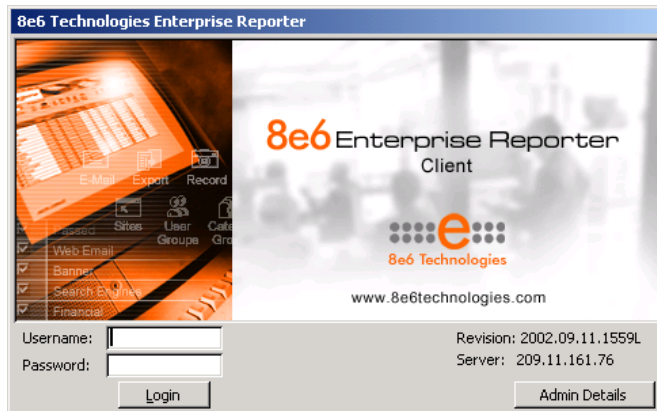 8e6 Technologies Enterprise Reporter
8e6 Enterprise Reporter
Client
E-Mail Export Record
Sites User Groups
Passed
Web Email
Banner
Search Engines
Financial
8e6 Technologies
www.8e6technologies.com
Username:
Password:
Login
Revision: 2002.09.11.1559L
Server: 209.11.161.76
Admin Details